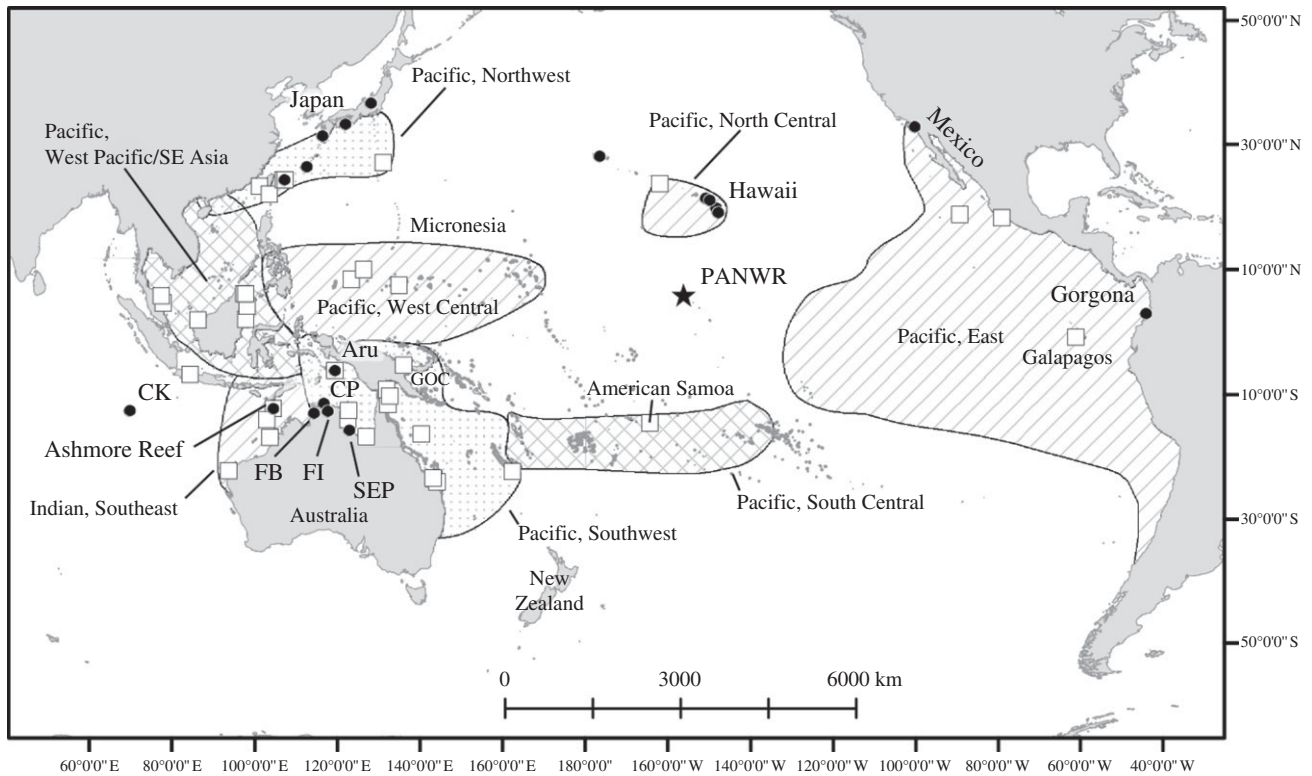 50°0'0"N
Pacific, Northwest
Japan
Pacific,
West Pacific/SE Asia
Pacific, North Central
Mexico
30°0'0"N
Hawaii
Micronesia
10°0'0"N
PANWR
Gorgona
Pacific, West Central
Pacific, East
Galapagos
Aru
GOC
American Samoa
CK
CP
10°0'0"S
Ashmore Reef
FB
FI
SEP
Indian, Southeast
Australia
Pacific, South Central
30°0'0"S
Pacific, Southwest
New
Zealand
50°0'0"S
0 3000 6000 km
60°0'0"E 80°0'0"E 100°0'0"E 120°0'0"E 140°0'0"E 160°0'0"E 180°0'0" 160°0'0"W 140°0'0"W 120°0'0"W 100°0'0"W 80°0'0"W 60°0'0"W 40°0'0"W